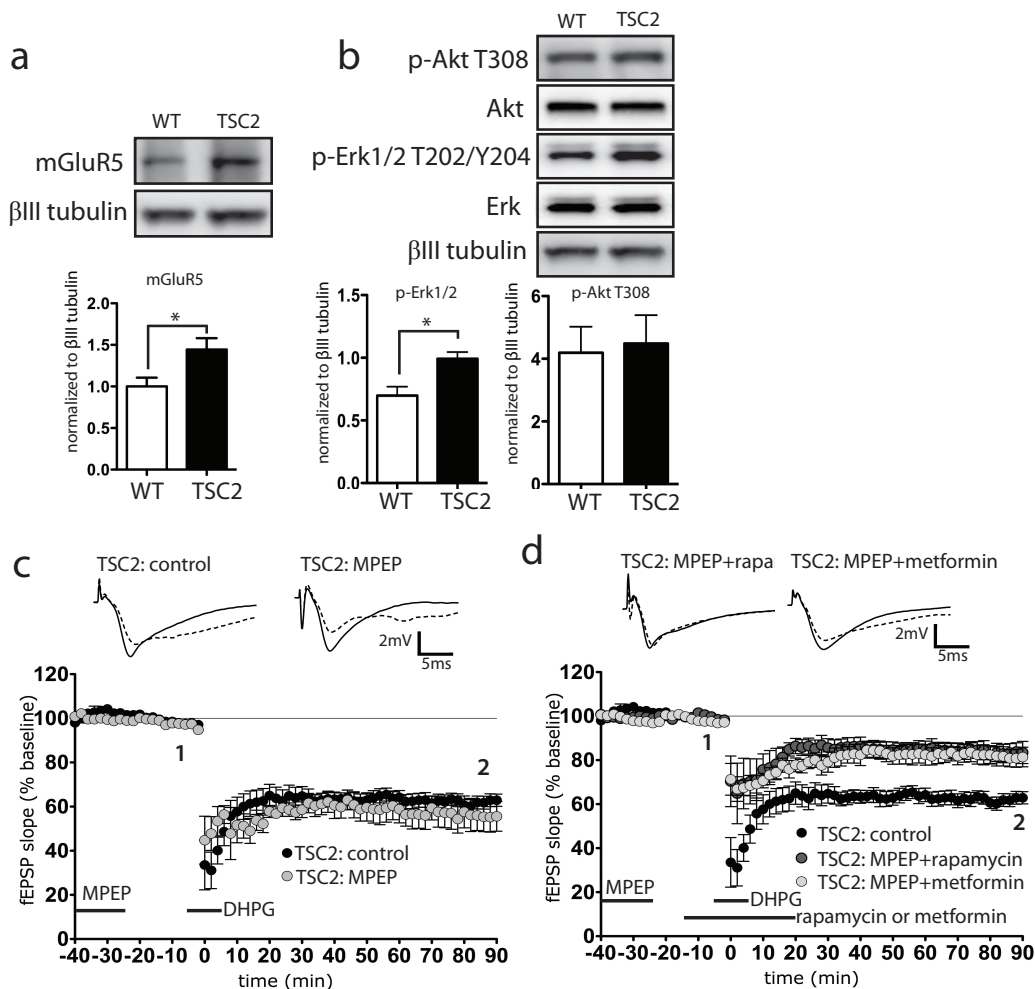 a
WT TSC2
mGluR5
βIII tubulin
mGluR5
normalized to βIII tubulin
2.0
1.5
1.0
0.5
0.0
*
WT TSC2
b
WT TSC2
p-Akt T308
Akt
p-Erk1/2 T202/Y204
Erk
βIII tubulin
p-Erk1/2
normalized to βIII tubulin
1.5
1.0
0.5
0.0
*
WT TSC2
p-Akt T308
normalized to βIII tubulin
6
4
2
0
WT TSC2
c
TSC2: control TSC2: MPEP
2mV
5ms
fEPSP slope (% baseline)
120
100
80
60
40
20
0
1
2
TSC2: control
TSC2: MPEP
MPEP
DHPG
-40 -30 -20 -10 0 10 20 30 40 50 60 70 80 90
time (min)
d
TSC2: MPEP+rapa TSC2: MPEP+metformin
2mV
5ms
fEPSP slope (% baseline)
120
100
80
60
40
20
0
1
2
TSC2: control
TSC2: MPEP+rapamycin
TSC2: MPEP+metformin
MPEP
DHPG
rapamycin or metformin
-40 -30 -20 -10 0 10 20 30 40 50 60 70 80 90
time (min)